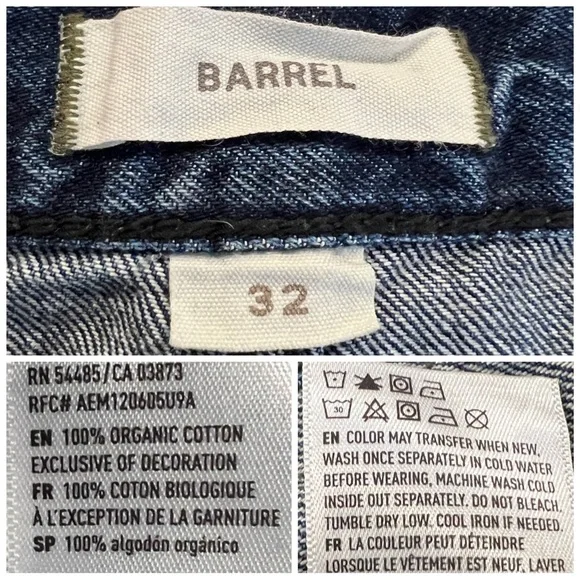 BARREL
32
RN 54485/CA 03873
RFC# AEM120605U9A
EN 100% ORGANIC COTTON
EXCLUSIVE OF DECORATION
FR 100% COTON BIOLOGIQUE
À L'EXCEPTION DE LA GARNITURE
SP 100% algodón orgánico
30
EN COLOR MAY TRANSFER WHEN NEW,
WASH ONCE SEPARATELY IN COLD WATER
BEFORE WEARING, MACHINE WASH COLD
INSIDE OUT SEPARATELY. DO NOT BLEACH.
TUMBLE DRY LOW. COOL IRON IF NEEDED.
FR LA COULEUR PEUT DÉTEINDRE
LORSQUE LE VÊTEMENT EST NEUF, LAVER